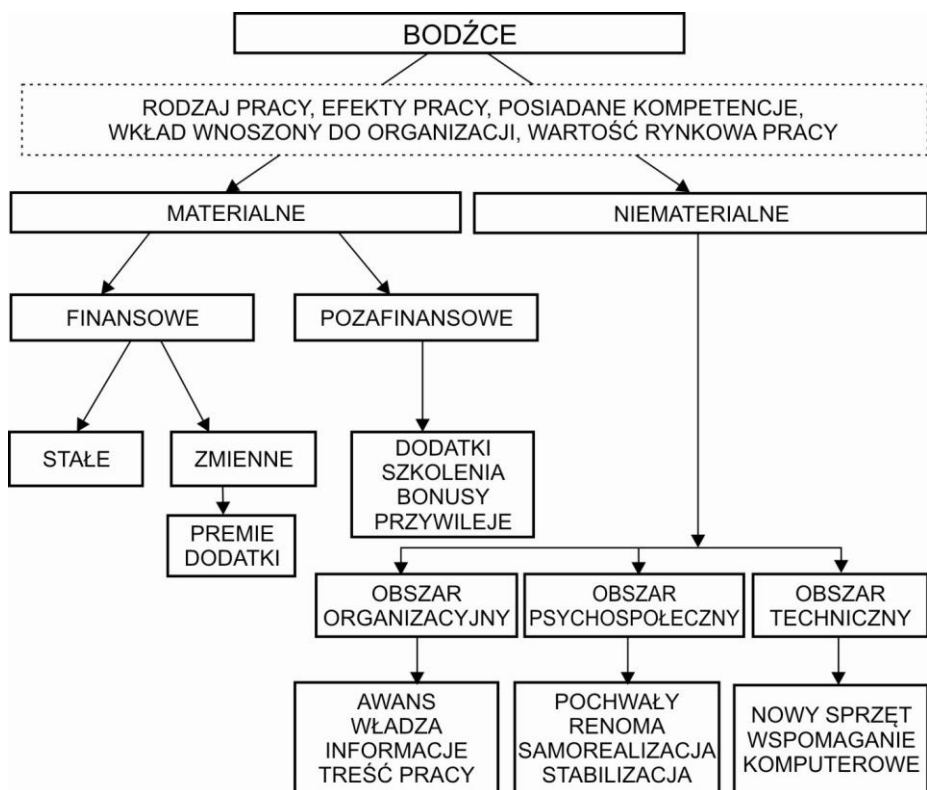 BODŹCE
RODZAJ PRACY, EFEKTY PRACY, POSIADANE KOMPETENCJE,
WKŁAD WNOSZONY DO ORGANIZACJI, WARTOŚĆ RYNKOWA PRACY
MATERIALNE
NIEMATERIALNE
FINANSOWE
POZAFINANSOWE
STAŁE
ZMIENNE
DODATKI
SZKOLENIA
BONUSY
PRZYWILEJE
PREMIE
DODATKI
OBSZAR
ORGANIZACYJNY
OBSZAR
PSYCHOSPOŁECZNY
OBSZAR
TECHNICZNY
AWANS
WŁADZA
INFORMACJE
TREŚĆ PRACY
POCHWAŁY
RENOMA
SAMOREALIZACJA
STABILIZACJA
NOWY SPRZĘT
WSPOMAGANIE
KOMPUTEROWE